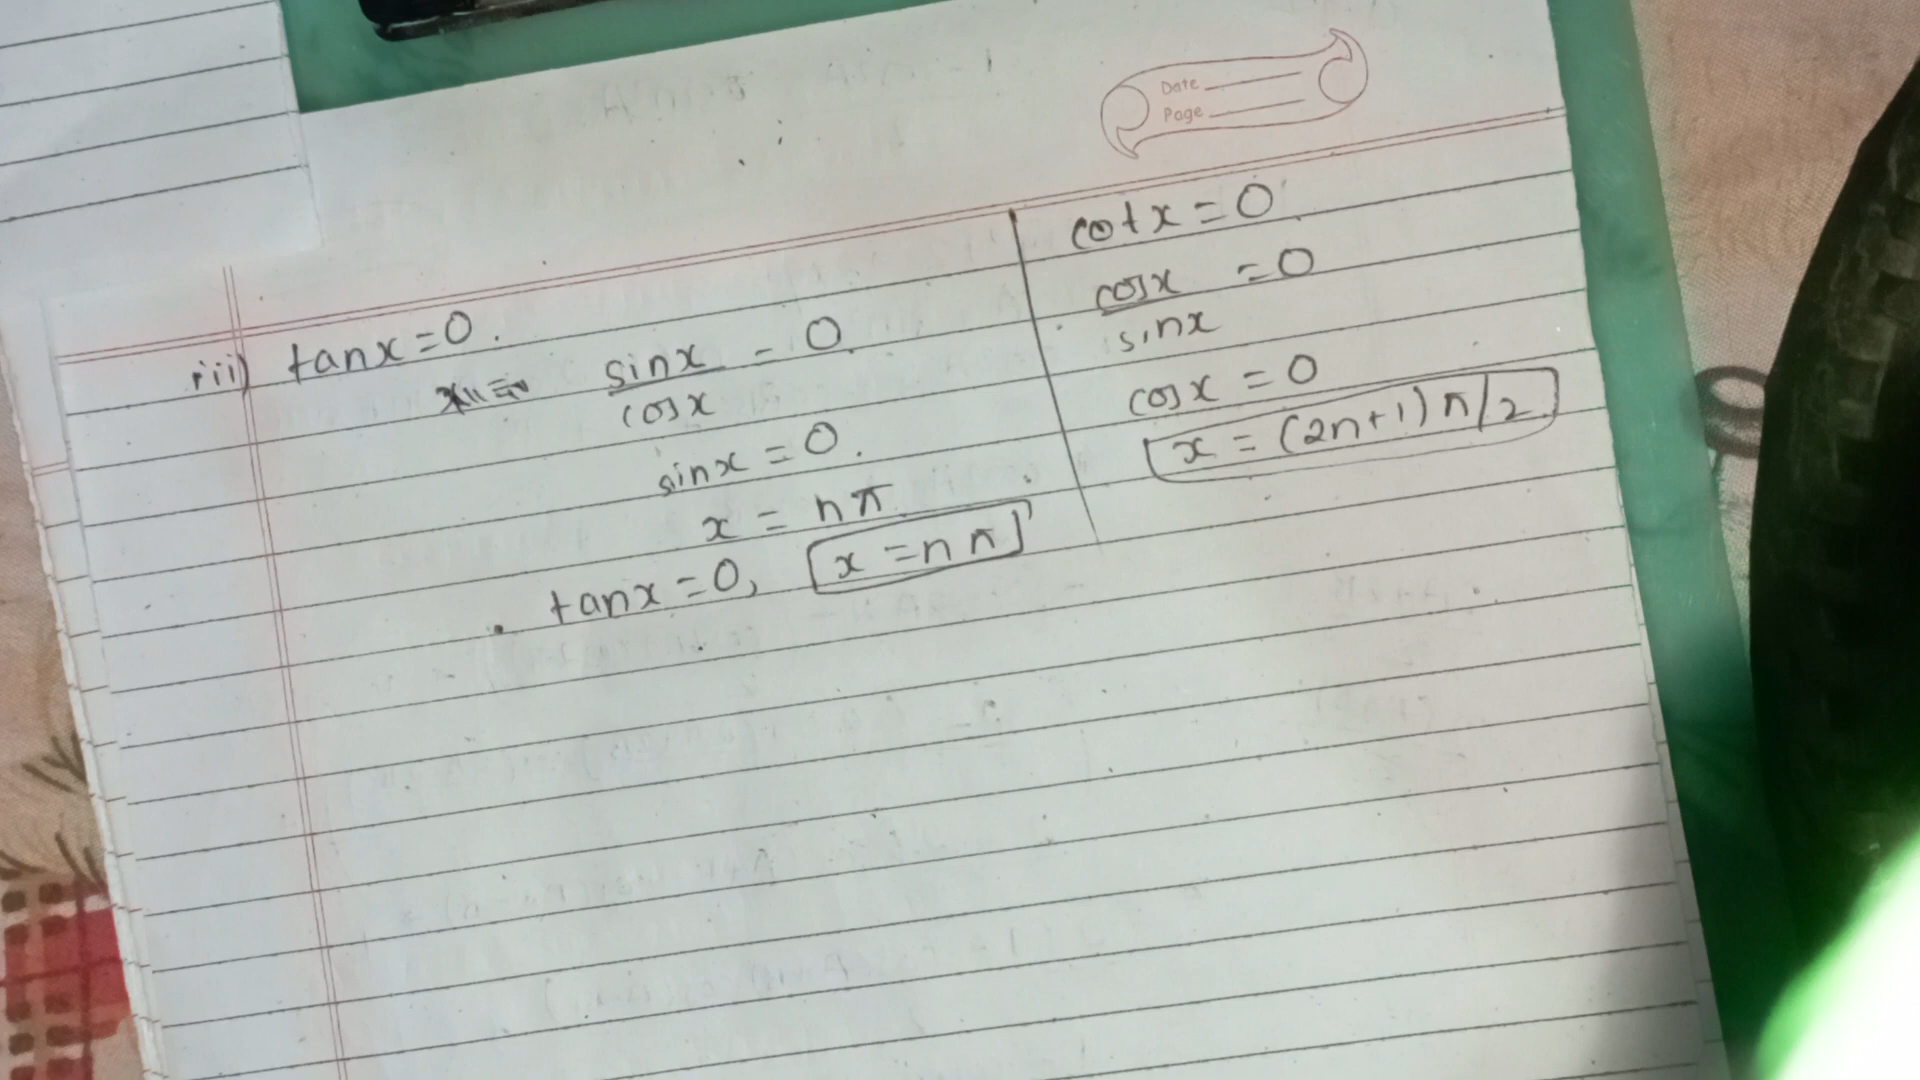 Date
Page
iii) tanx = 0.
sinx/cosx = 0.
sinx = 0.
x = nπ
tanx = 0, x = nπ
cotx = 0
cosx/sinx = 0
cosx = 0
x = (2n+1)π/2